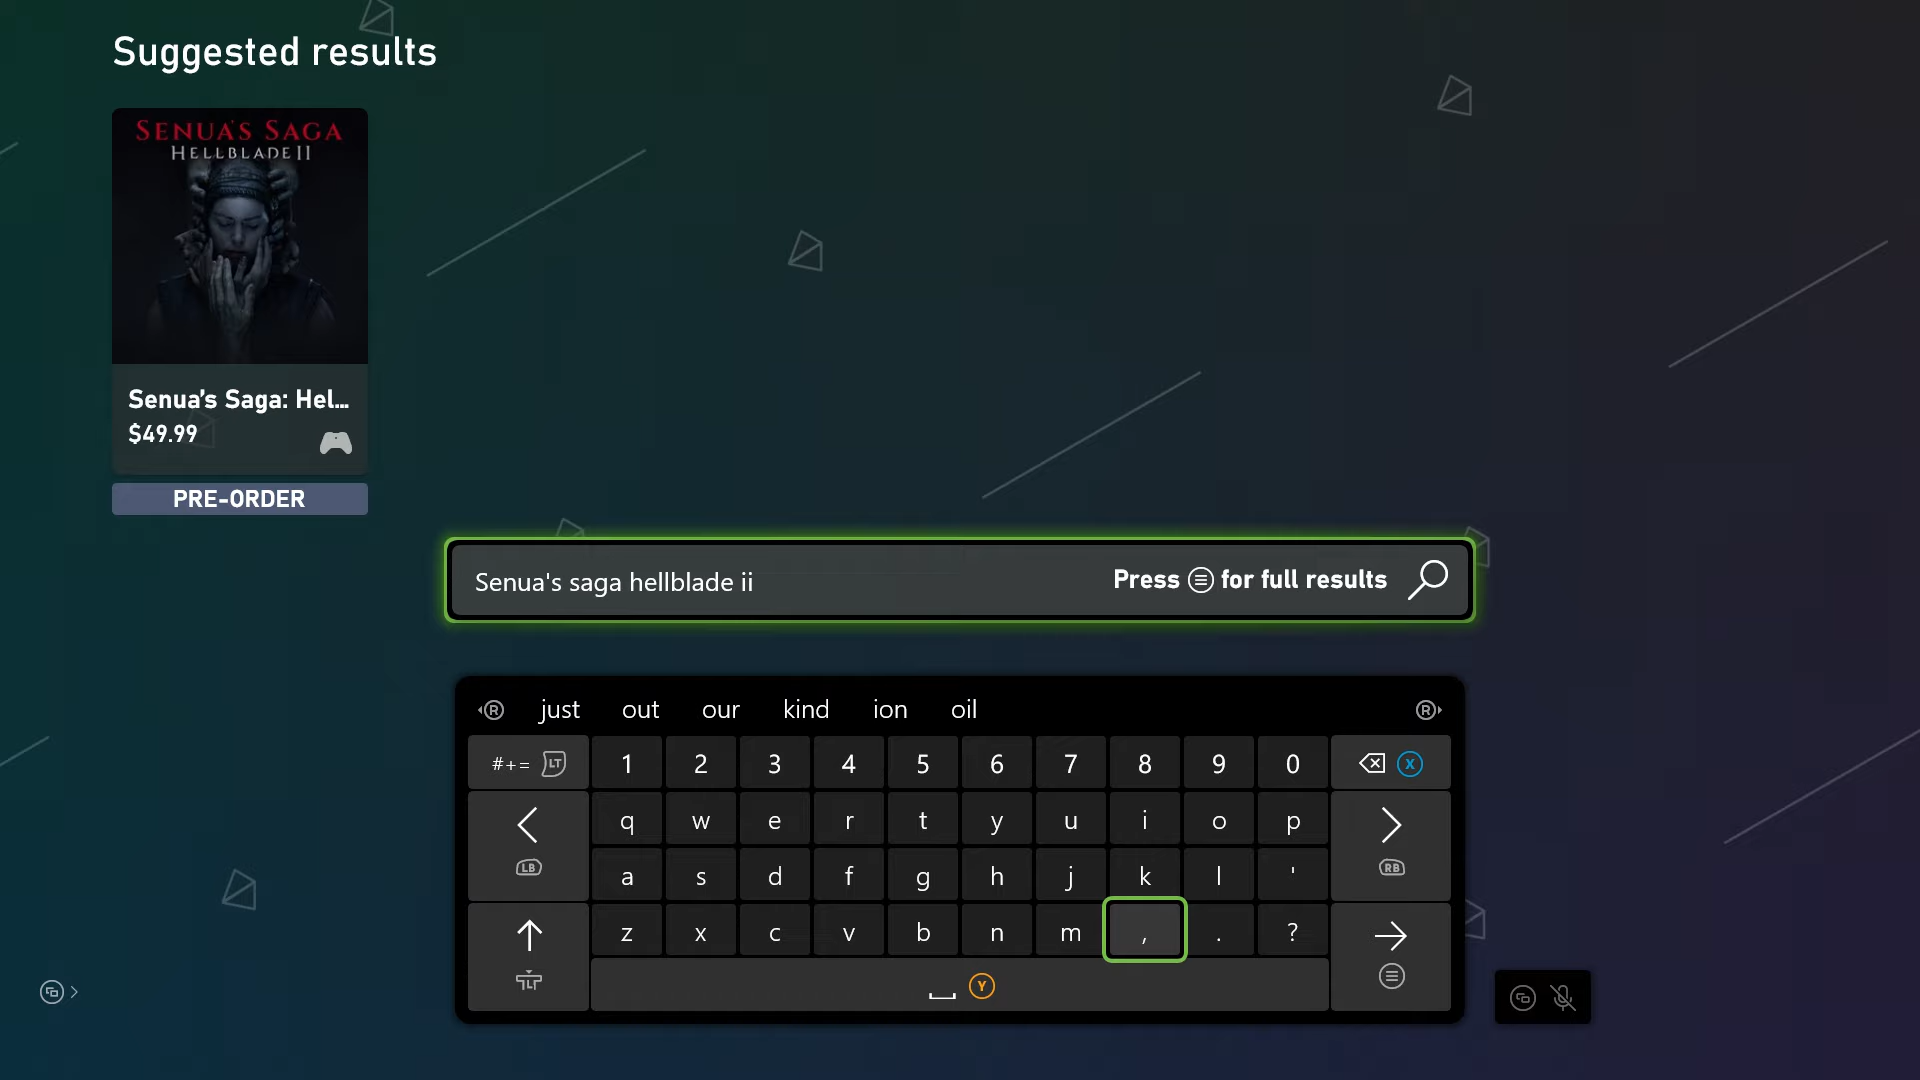 Suggested results
SENUA'S SAGA
HELLBLADE II
Senua's Saga: Hel...
$49.99
PRE-ORDER
Senua's saga hellblade ii
Press for full results
R just out our kind ion oil R
#+= LT 1 2 3 4 5 6 7 8 9 0 X
q w e r t y u i o p
LB RB
a s d f g h j k l '
z x c v b n m , . ?
LT
Y